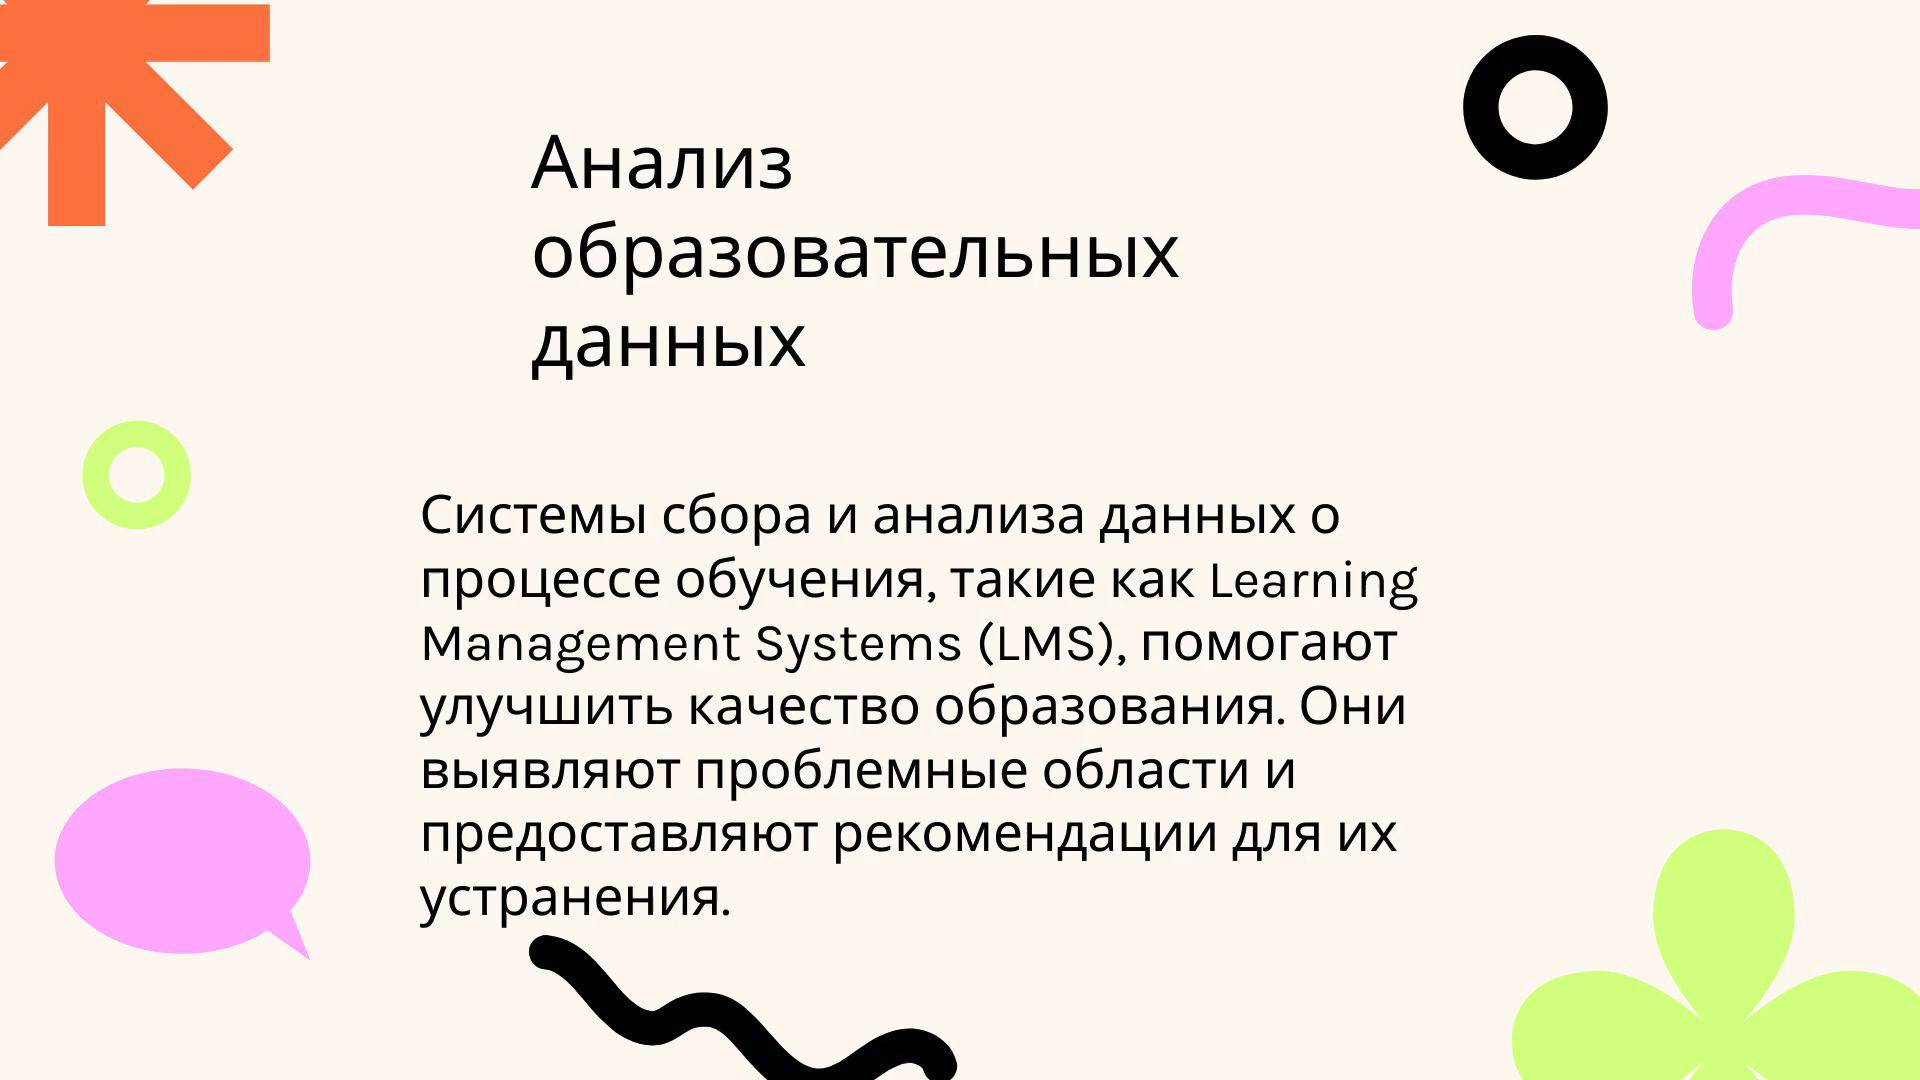 Анализ
образовательных
данных
Системы сбора и анализа данных о
процессе обучения, такие как Learning
Management Systems (LMS), помогают
улучшить качество образования. Они
выявляют проблемные области и
предоставляют рекомендации для их
устранения.